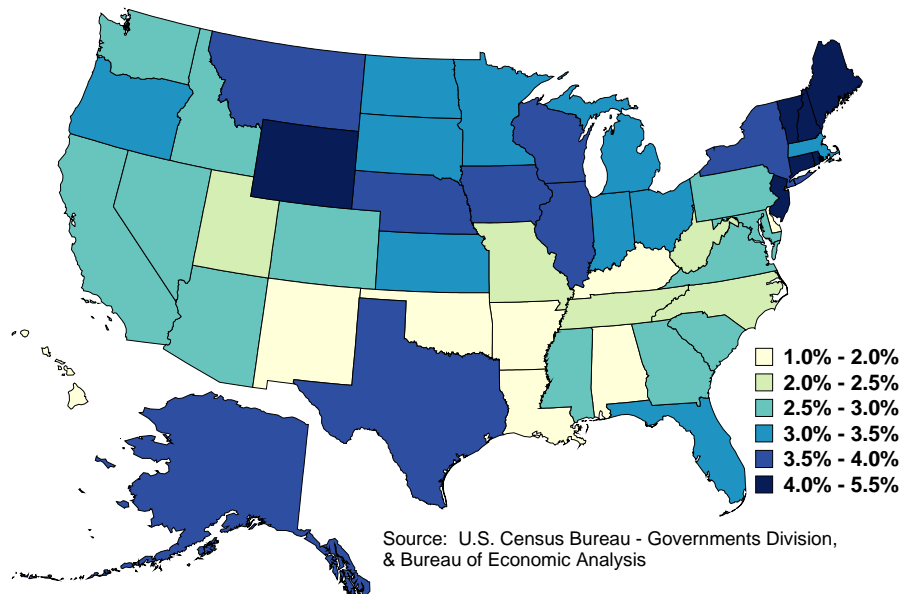 1.0% - 2.0%
2.0% - 2.5%
2.5% - 3.0%
3.0% - 3.5%
3.5% - 4.0%
4.0% - 5.5%
Source:  U.S. Census Bureau - Governments Division,
& Bureau of Economic Analysis